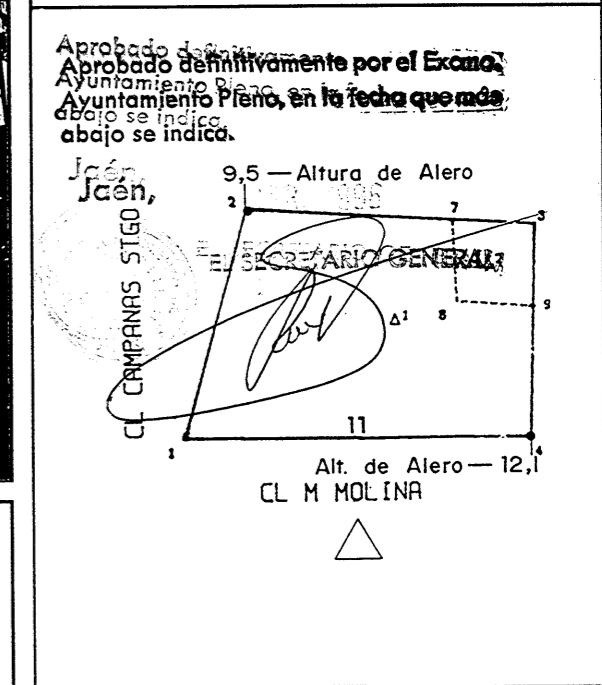 Aprobado definitivamente por el Excmo.
Ayuntamiento Pleno, en la fecha que más
abajo se indica.
Jaén,
Jaén,
9,5 — Altura de Alero
1996
2
7
3
CL CAMPANAS STGO
EL SECRETARIO GENERAL
8
9
Δ1
11
1
4
Alt. de Alero — 12,1
CL M MOLINA